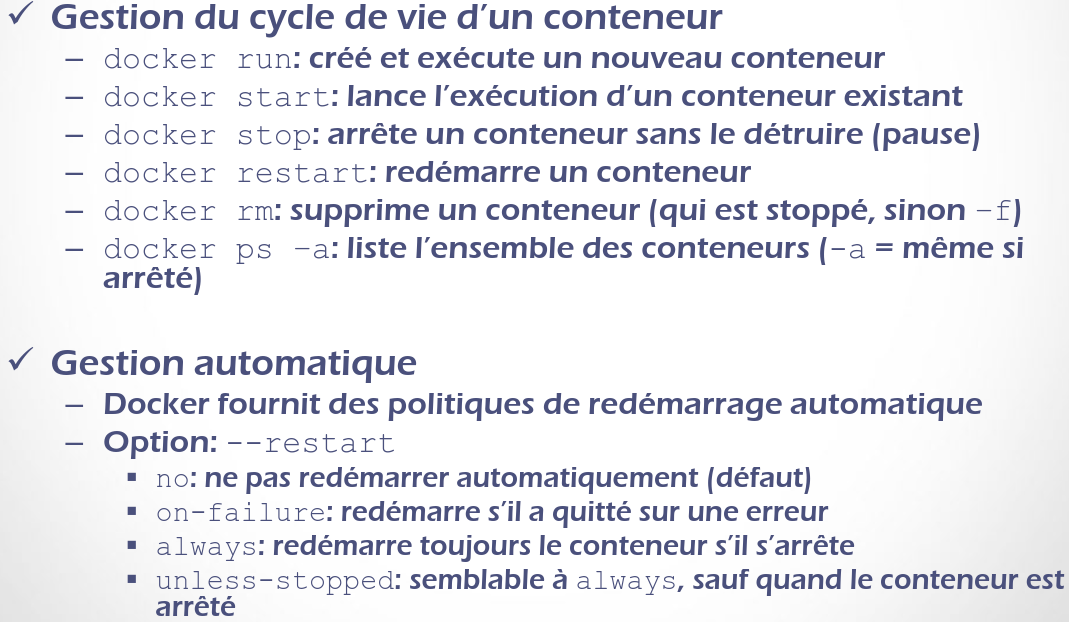 ✓ Gestion du cycle de vie d'un conteneur
– docker run: créé et exécute un nouveau conteneur
– docker start: lance l'exécution d'un conteneur existant
– docker stop: arrête un conteneur sans le détruire (pause)
– docker restart: redémarre un conteneur
– docker rm: supprime un conteneur (qui est stoppé, sinon –f)
– docker ps –a: liste l'ensemble des conteneurs (-a = même si
arrêté)
✓ Gestion automatique
– Docker fournit des politiques de redémarrage automatique
– Option: --restart
▪ no: ne pas redémarrer automatiquement (défaut)
▪ on-failure: redémarre s'il a quitté sur une erreur
▪ always: redémarre toujours le conteneur s'il s'arrête
▪ unless-stopped: semblable à always, sauf quand le conteneur est
arrêté